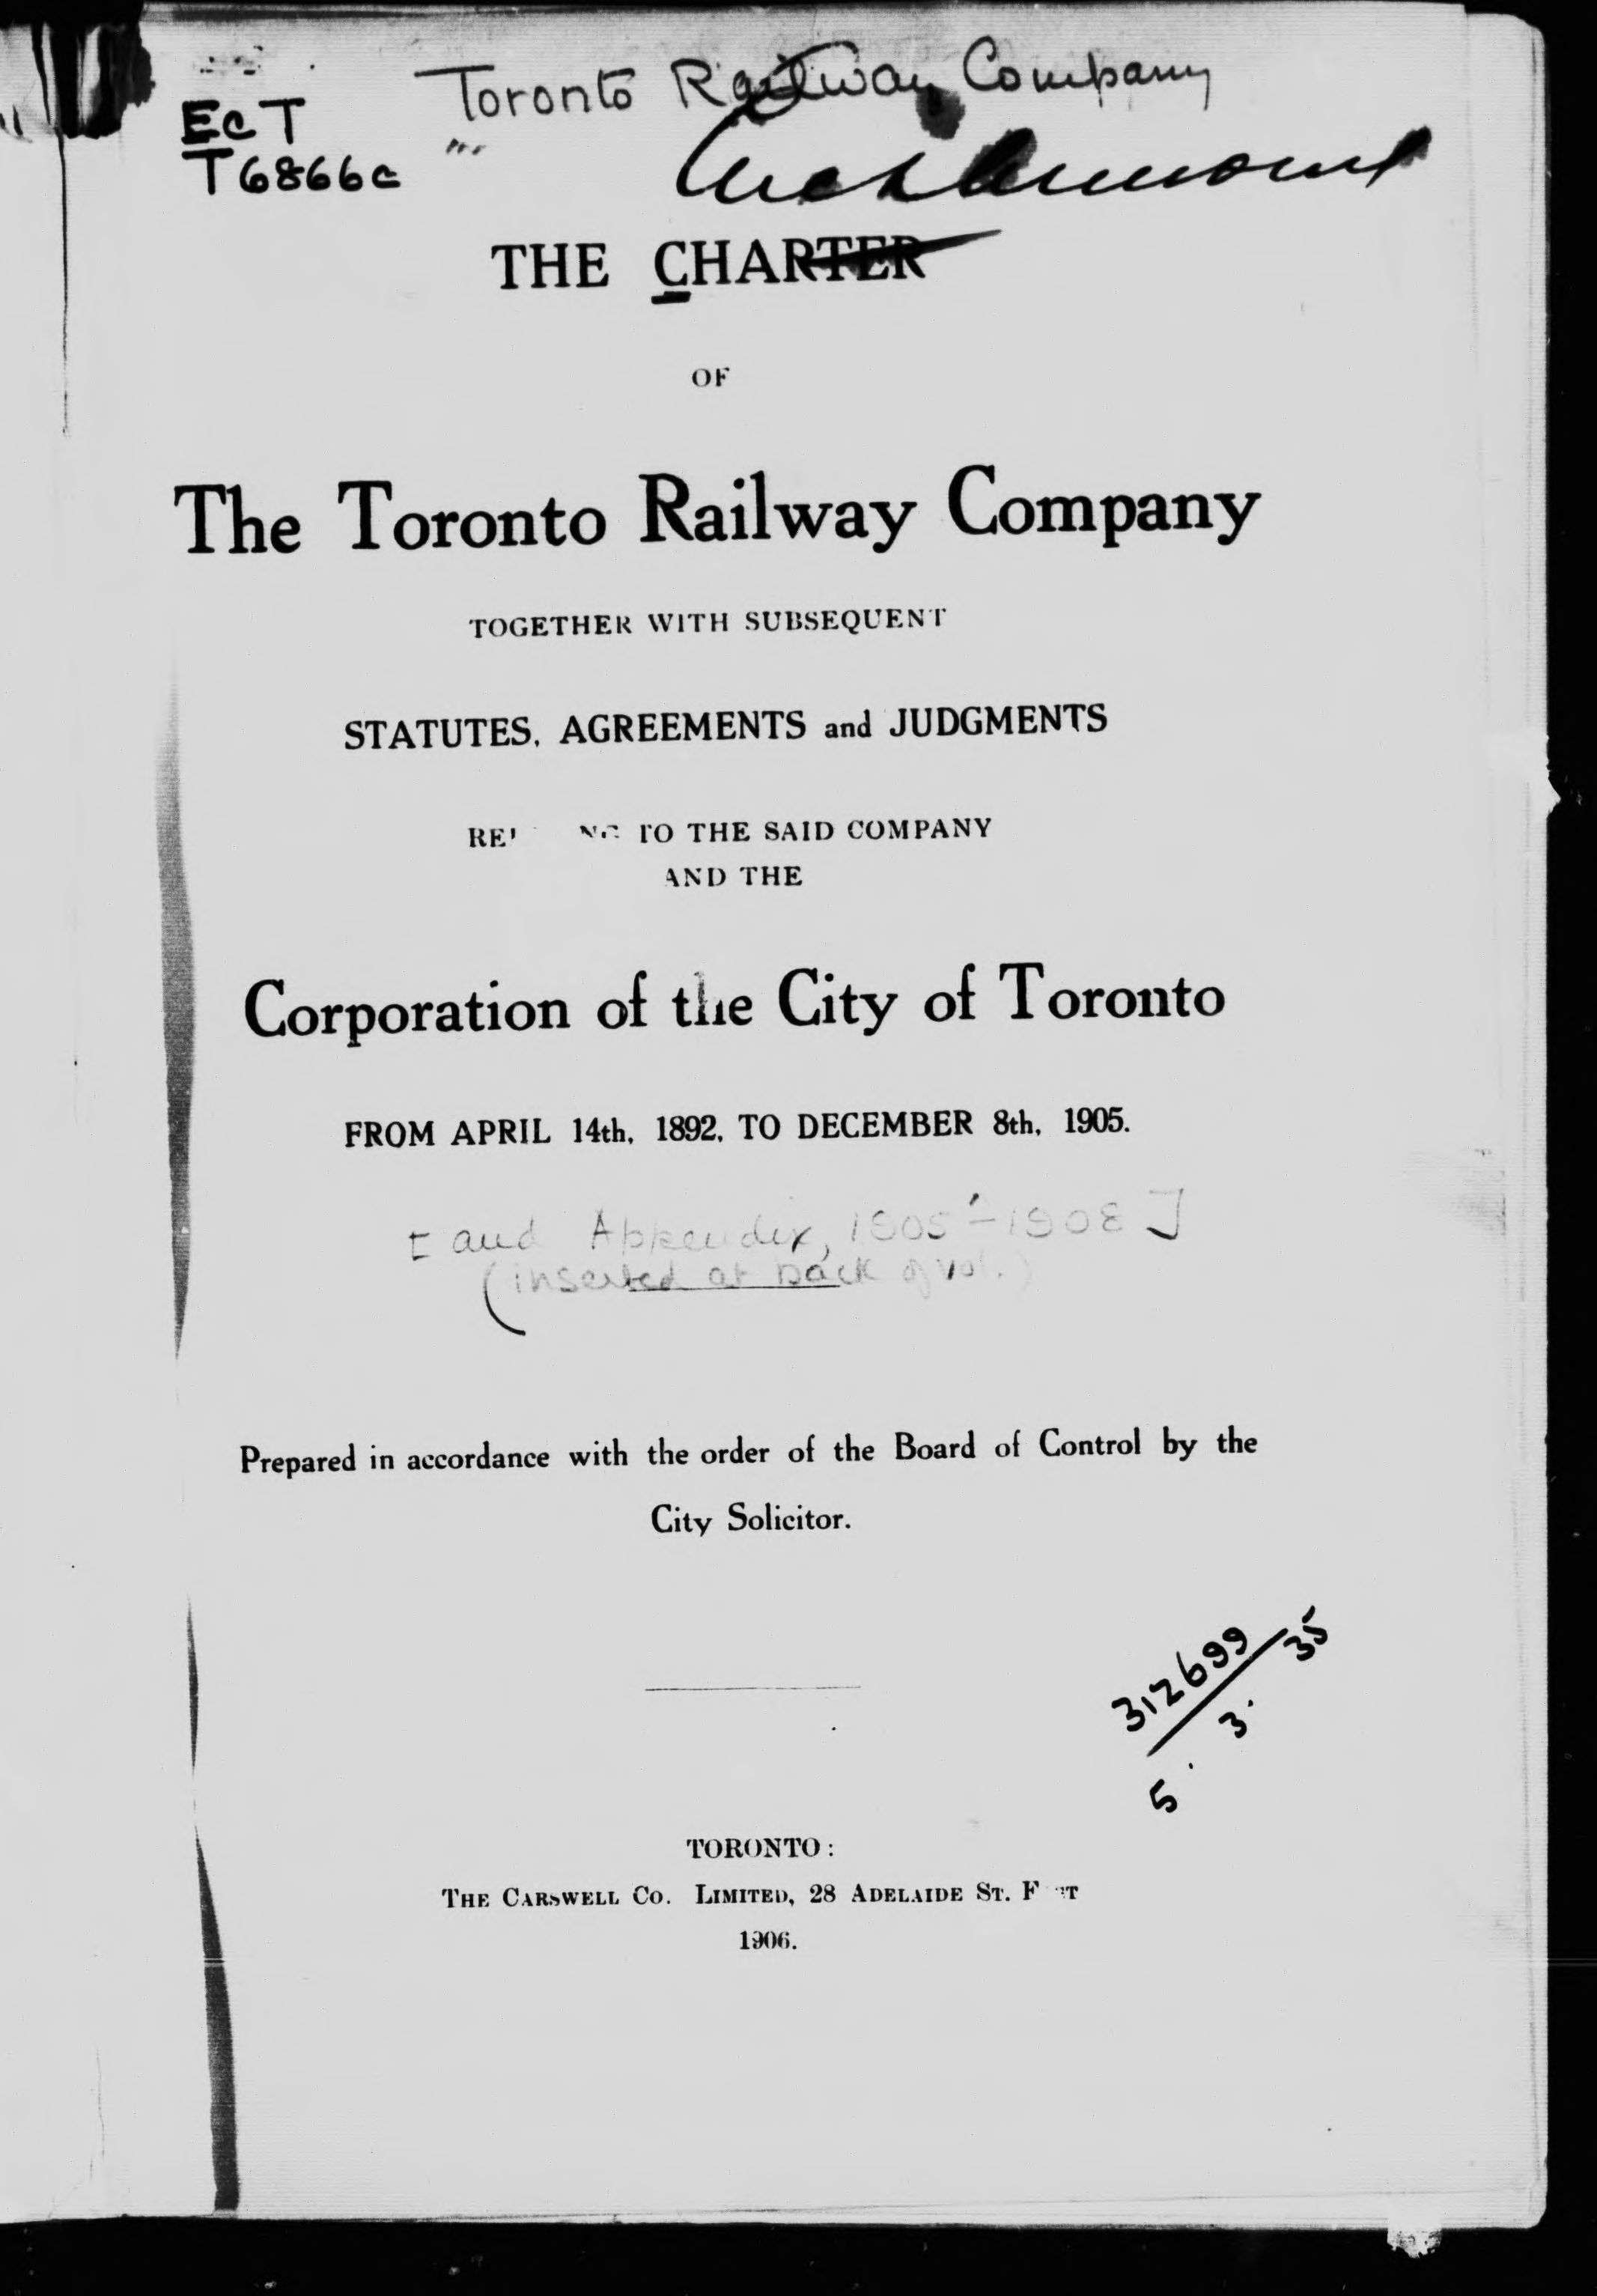 Toronto Railway Company
EcT
T6866c
THE CHARTER
OF
The Toronto Railway Company
TOGETHER WITH SUBSEQUENT
STATUTES, AGREEMENTS and JUDGMENTS
TO THE SAID COMPANY
AND THE
Corporation of the City of Toronto
FROM APRIL 14th, 1892, TO DECEMBER 8th, 1905.
[and Appendix, 1905-1908]
(inserted at back of vol.)
Prepared in accordance with the order of the Board of Control by the
City Solicitor.
312699
5. 3. 35
TORONTO:
THE CARSWELL CO. LIMITED, 28 ADELAIDE ST.
1906.